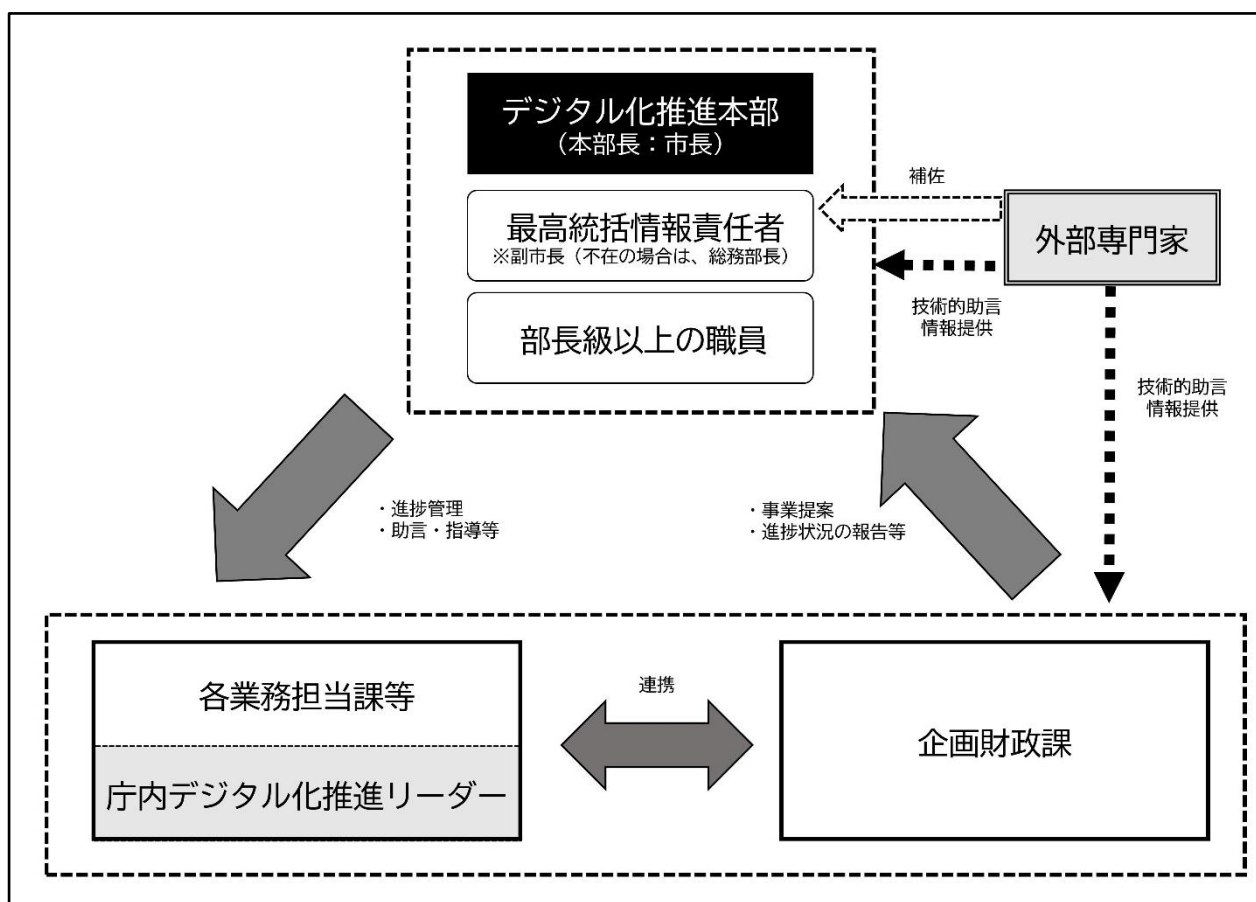 デジタル化推進本部
（本部長：市長）
補佐
最高統括情報責任者
※副市長（不在の場合は、総務部長）
外部専門家
技術的助言
情報提供
部長級以上の職員
技術的助言
情報提供
・進捗管理
・助言・指導等
・事業提案
・進捗状況の報告等
各業務担当課等
庁内デジタル化推進リーダー
連携
企画財政課